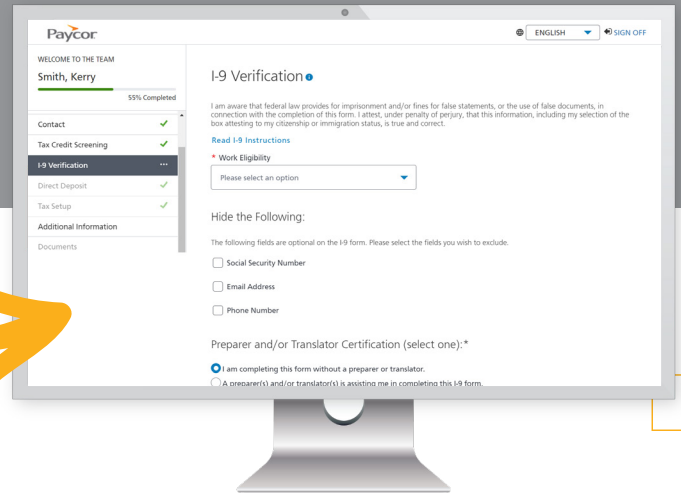 Paycor
ENGLISH
SIGN OFF
WELCOME TO THE TEAM
Smith, Kerry
55% Completed
Contact
Tax Credit Screening
I-9 Verification
Direct Deposit
Tax Setup
Additional Information
Documents
I-9 Verification
I am aware that federal law provides for imprisonment and/or fines for false statements, or the use of false documents, in
connection with the completion of this form. I attest, under penalty of perjury, that this information, including my selection of the
box attesting to my citizenship or immigration status, is true and correct.
Read I-9 Instructions
* Work Eligibility
Please select an option
Hide the Following:
The following fields are optional on the I-9 form. Please select the fields you wish to exclude.
Social Security Number
Email Address
Phone Number
Preparer and/or Translator Certification (select one):*
I am completing this form without a preparer or translator.
A preparer(s) and/or translator(s) is assisting me in completing this I-9 form.